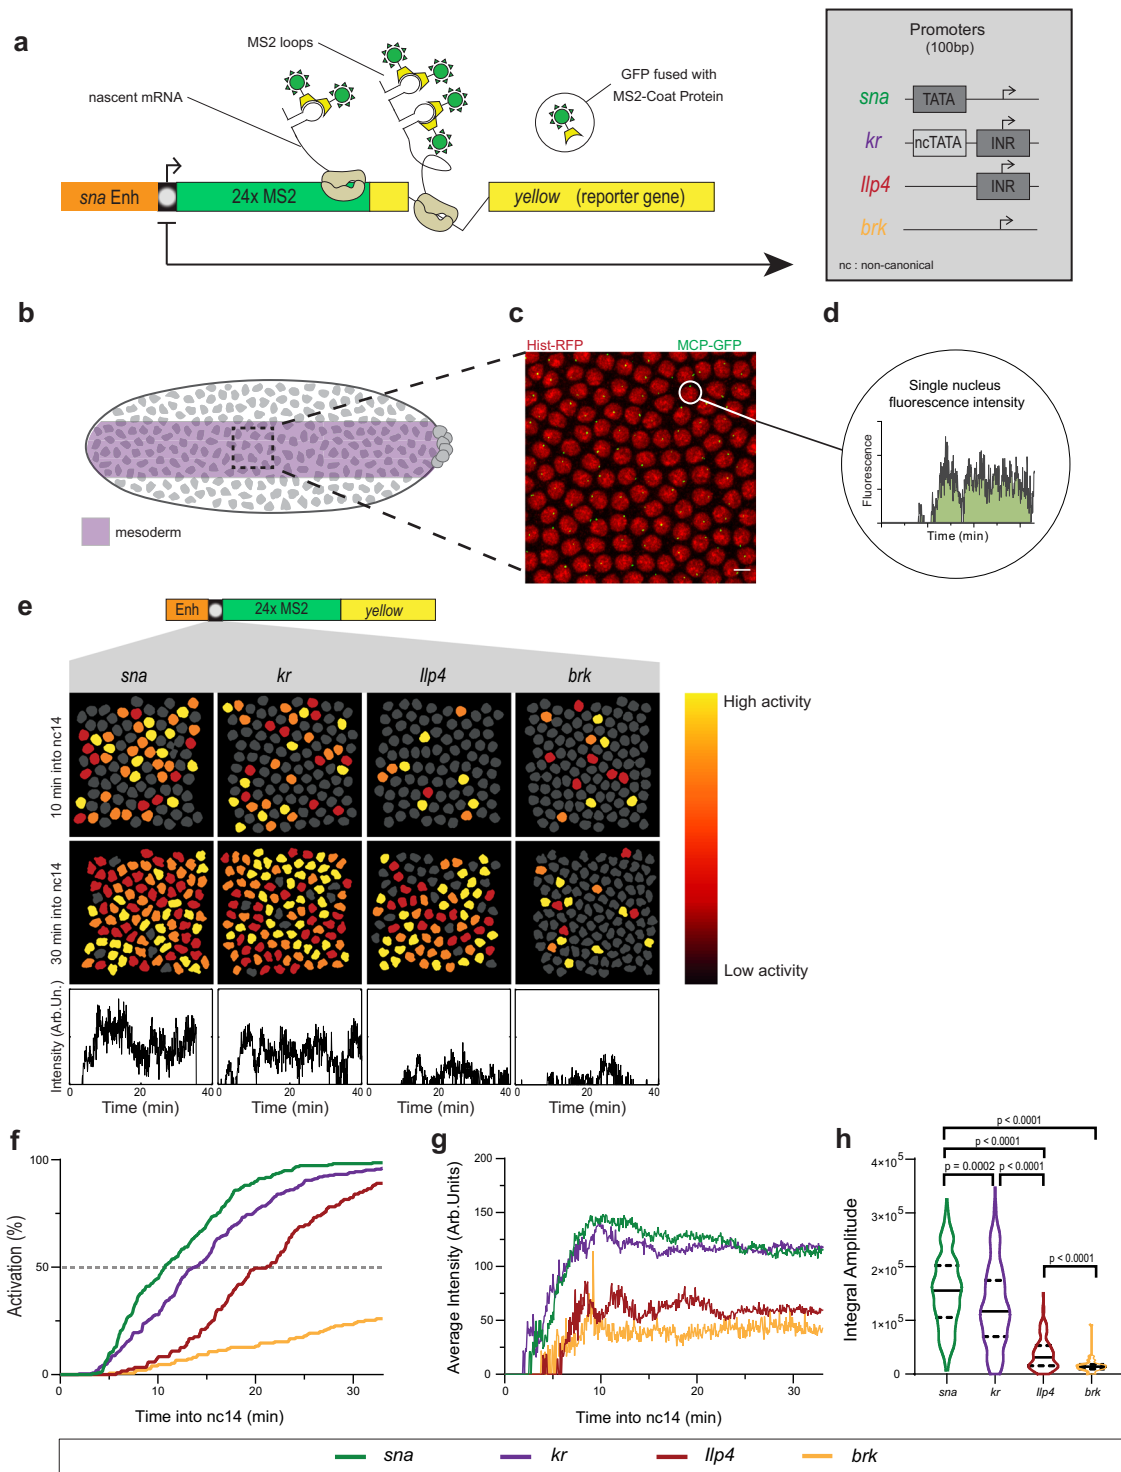 a
MS2 loops
nascent mRNA
GFP fused with
MS2-Coat Protein
sna Enh
24x MS2
yellow (reporter gene)
Promoters
(100bp)
sna
TATA
kr
ncTATA
INR
Ilp4
INR
brk
nc : non-canonical
b
mesoderm
c
Hist-RFP
MCP-GFP
d
Single nucleus
fluorescence intensity
Fluorescence
Time (min)
e
Enh
24x MS2
yellow
sna
kr
Ilp4
brk
10 min into nc14
30 min into nc14
High activity
Low activity
Intensity (Arb.Un.)
0
20
40
0
20
40
0
20
40
0
20
40
Time (min)
Time (min)
Time (min)
Time (min)
f
Activation (%)
100
50
0
0
10
20
30
Time into nc14 (min)
g
Average Intensity (Arb.Units)
200
150
100
50
0
0
10
20
30
Time into nc14 (min)
h
p < 0.0001
p < 0.0001
p = 0.0002
p < 0.0001
p < 0.0001
Integral Amplitude
4×10⁵
3×10⁵
2×10⁵
1×10⁵
0
sna
kr
Ilp4
brk
sna
kr
Ilp4
brk